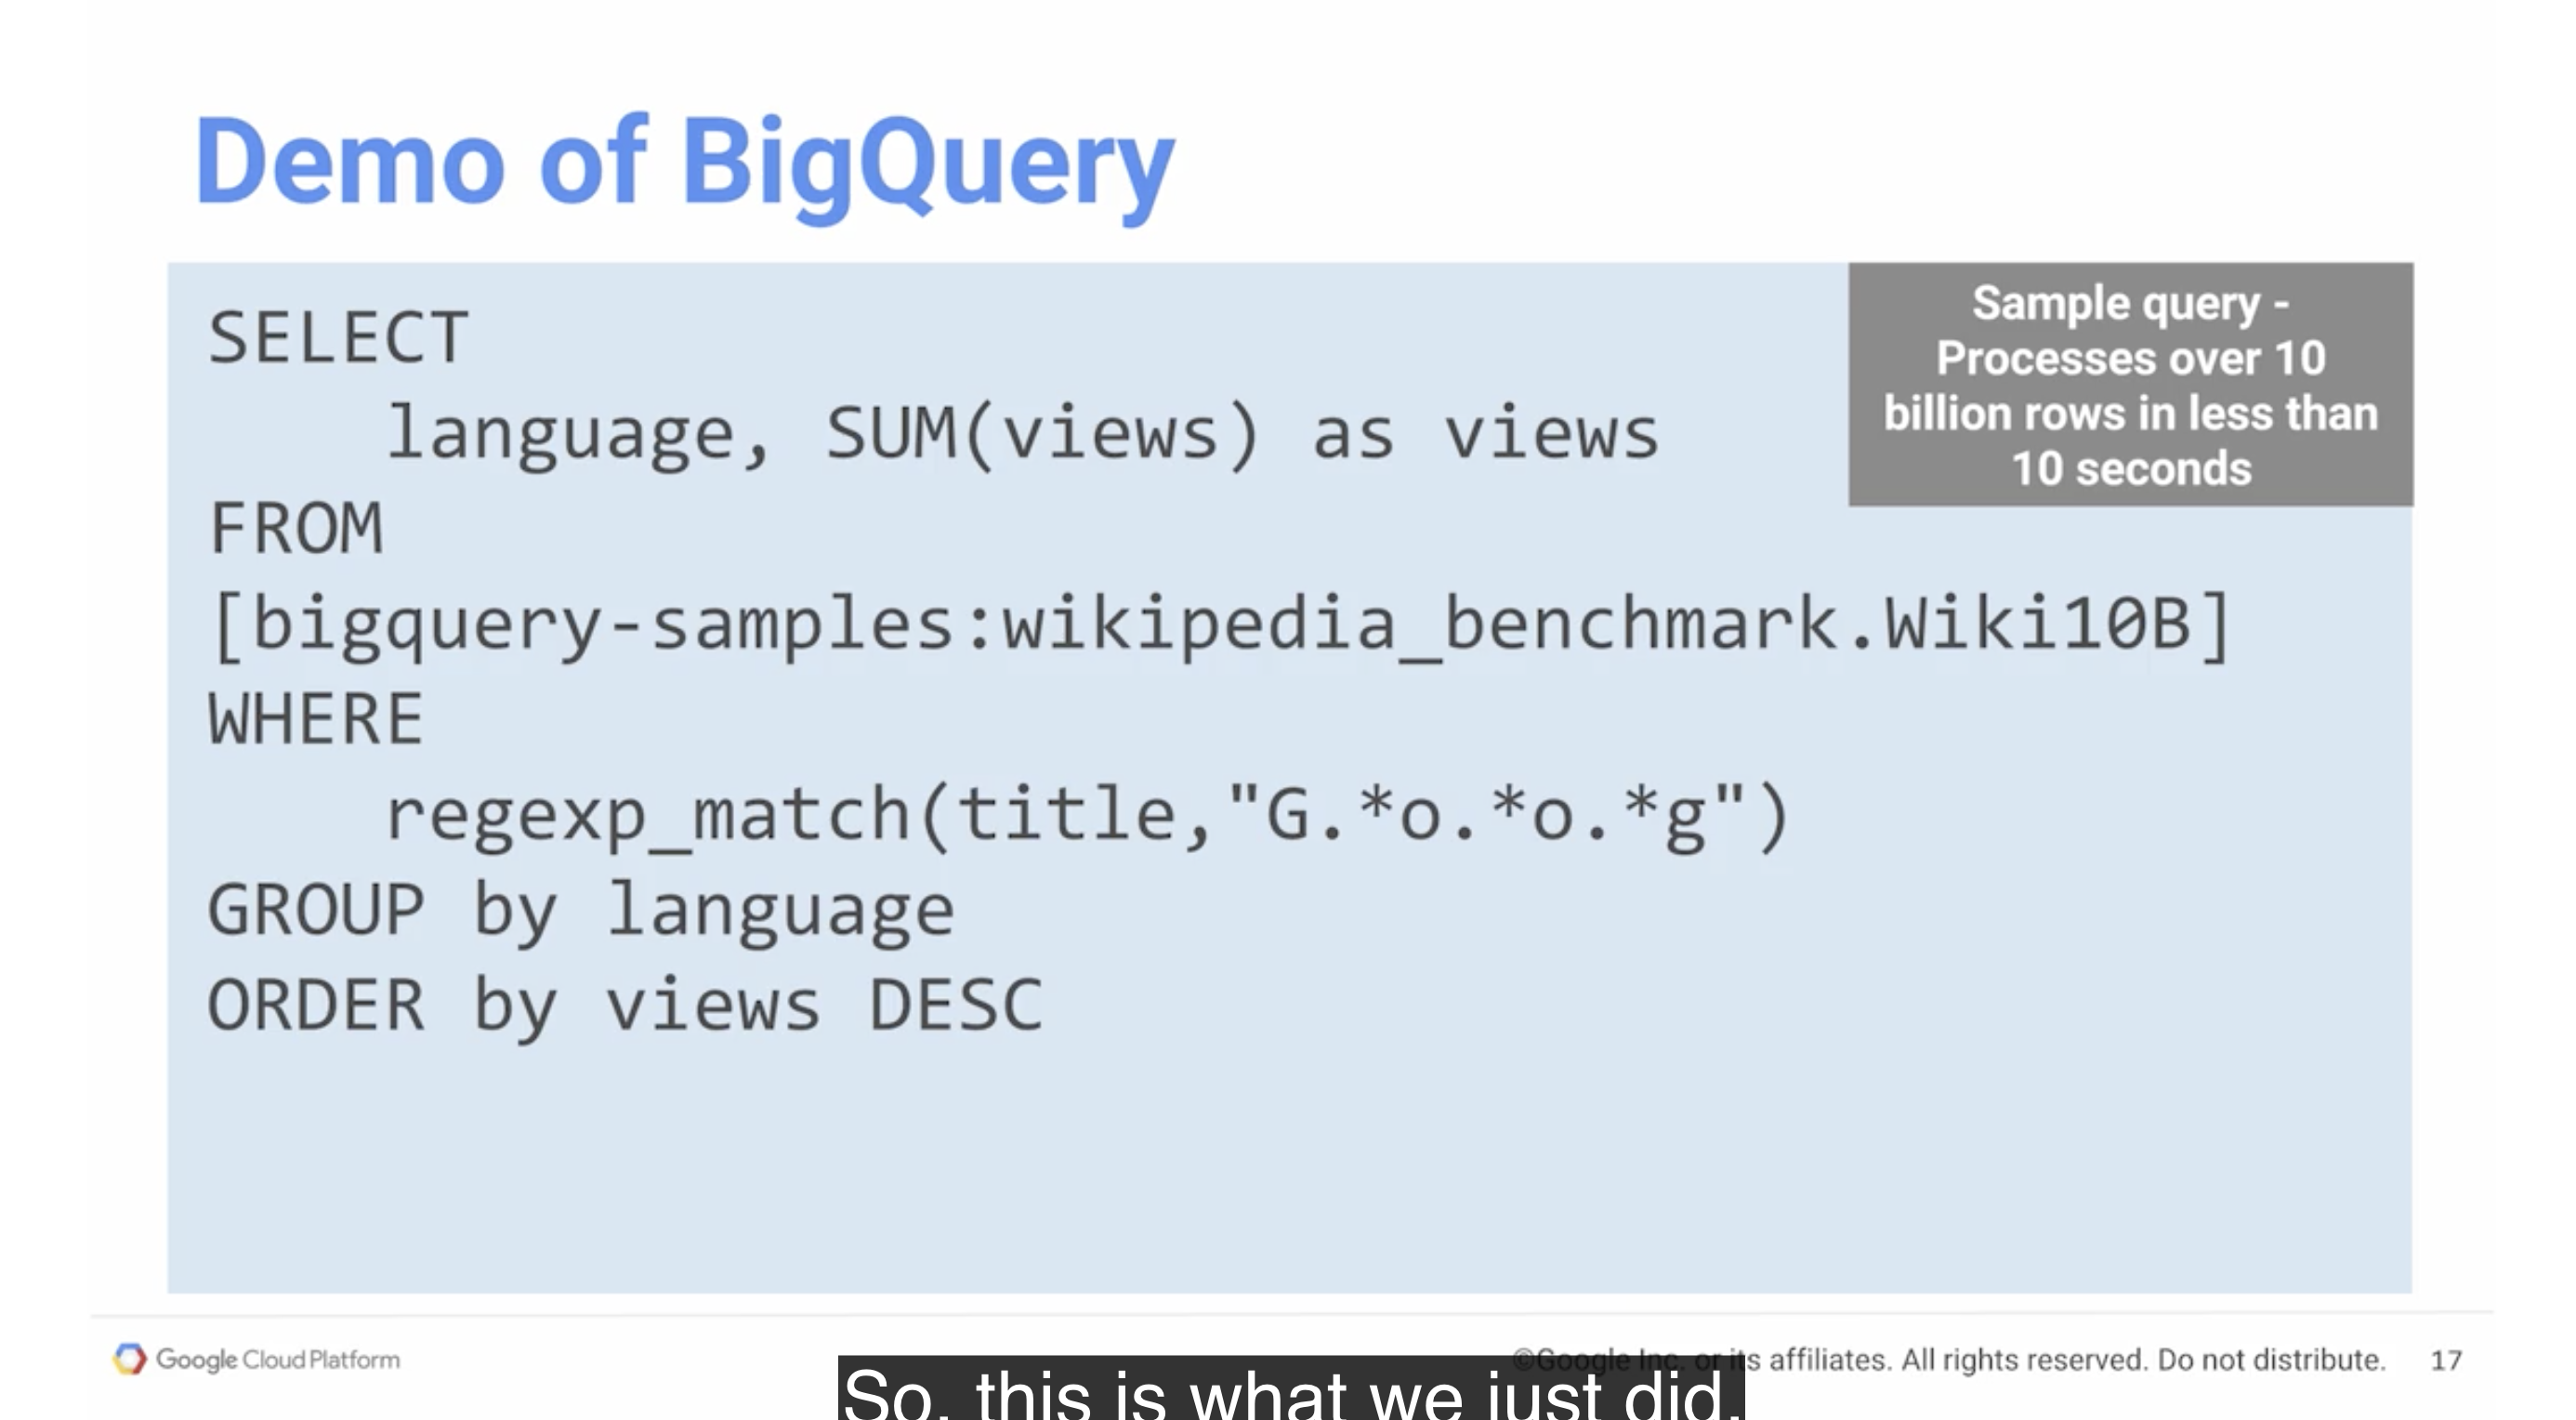 Demo of BigQuery
Sample query -
Processes over 10
billion rows in less than
10 seconds
SELECT
language, SUM(views) as views
FROM
[bigquery-samples:wikipedia_benchmark.Wiki10B]
WHERE
regexp_match(title,"G.*o.*o.*g")
GROUP by language
ORDER by views DESC
Google Cloud Platform
©Google Inc. or its affiliates. All rights reserved. Do not distribute. 17
So, this is what we just did.